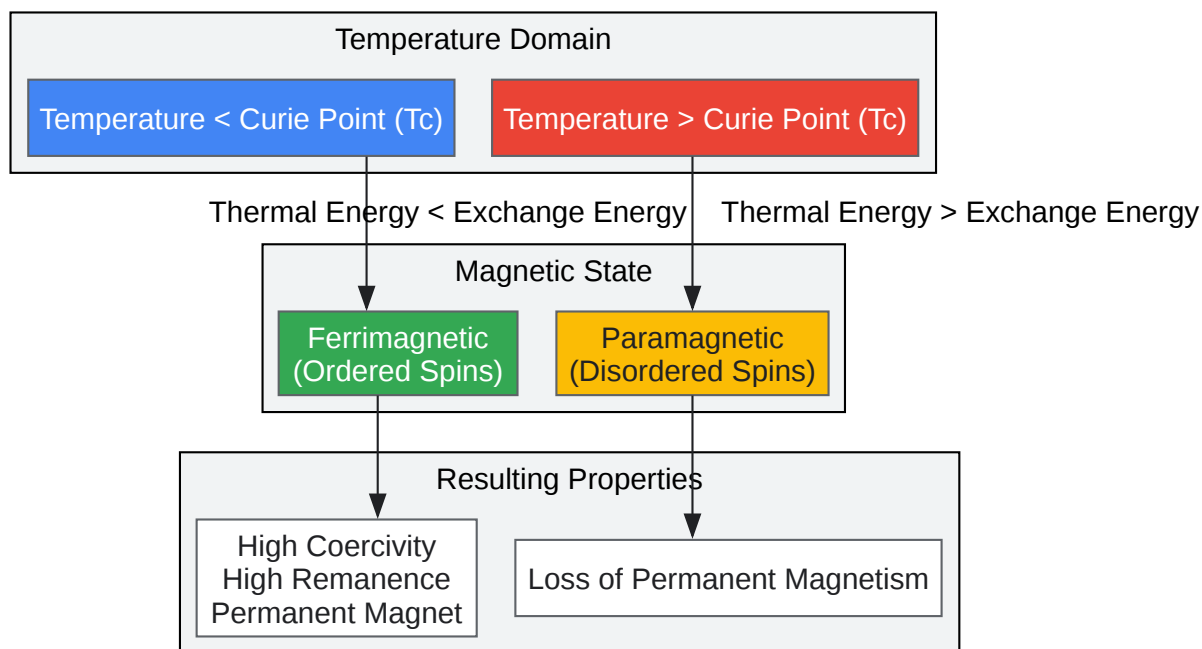 Temperature Domain
Temperature < Curie Point (Tc)
Temperature > Curie Point (Tc)
Thermal Energy < Exchange Energy
Thermal Energy > Exchange Energy
Magnetic State
Ferrimagnetic
(Ordered Spins)
Paramagnetic
(Disordered Spins)
Resulting Properties
High Coercivity
High Remanence
Permanent Magnet
Loss of Permanent Magnetism